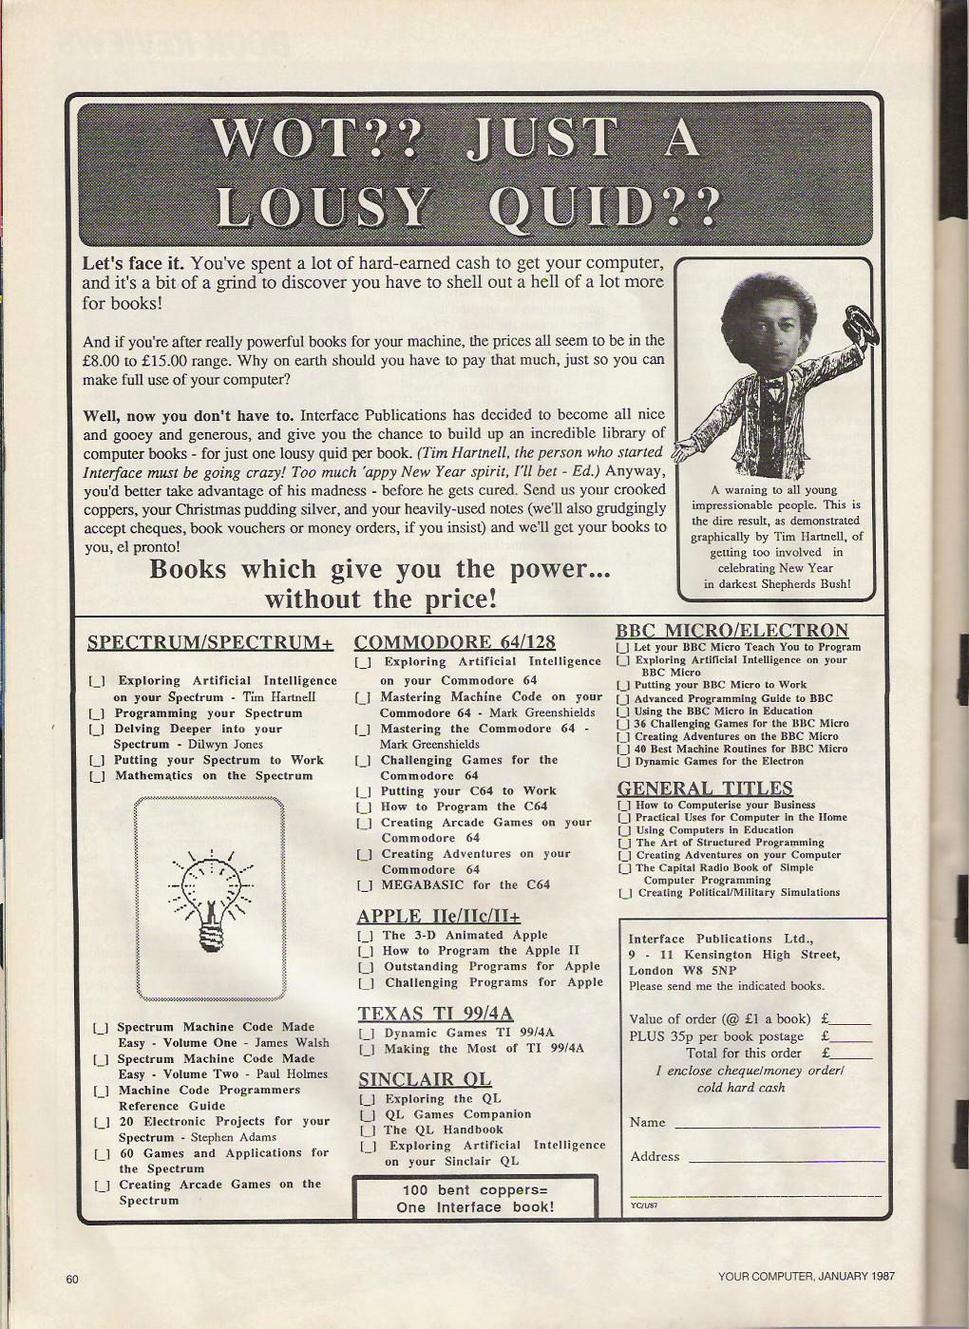 WOT?? JUST A
LOUSY QUID??
Let's face it. You've spent a lot of hard-earned cash to get your computer,
and it's a bit of a grind to discover you have to shell out a hell of a lot more
for books!
And if you're after really powerful books for your machine, the prices all seem to be in the
£8.00 to £15.00 range. Why on earth should you have to pay that much, just so you can
make full use of your computer?
Well, now you don't have to. Interface Publications has decided to become all nice
and gooey and generous, and give you the chance to build up an incredible library of
computer books - for just one lousy quid per book. (Tim Hartnell, the person who started
Interface must be going crazy! Too much 'appy New Year spirit, I'll bet - Ed.) Anyway,
you'd better take advantage of his madness - before he gets cured. Send us your crooked
coppers, your Christmas pudding silver, and your heavily-used notes (we'll also grudgingly
accept cheques, book vouchers or money orders, if you insist) and we'll get your books to
you, el pronto!
Books which give you the power...
without the price!
A warning to all young
impressionable people. This is
the dire result, as demonstrated
graphically by Tim Hartnell, of
getting too involved in
celebrating New Year
in darkest Shepherds Bush!
SPECTRUM/SPECTRUM+
[_] Exploring Artificial Intelligence
on your Spectrum - Tim Hartnell
[_] Programming your Spectrum
[_] Delving Deeper into your
Spectrum - Dilwyn Jones
[_] Putting your Spectrum to Work
[_] Mathematics on the Spectrum
[_] Spectrum Machine Code Made
Easy - Volume One - James Walsh
[_] Spectrum Machine Code Made
Easy - Volume Two - Paul Holmes
[_] Machine Code Programmers
Reference Guide
[_] 20 Electronic Projects for your
Spectrum - Stephen Adams
[_] 60 Games and Applications for
the Spectrum
[_] Creating Arcade Games on the
Spectrum
COMMODORE 64/128
[_] Exploring Artificial Intelligence
on your Commodore 64
[_] Mastering Machine Code on your
Commodore 64 - Mark Greenshields
[_] Mastering the Commodore 64 -
Mark Greenshields
[_] Challenging Games for the
Commodore 64
[_] Putting your C64 to Work
[_] How to Program the C64
[_] Creating Arcade Games on your
Commodore 64
[_] Creating Adventures on your
Commodore 64
[_] MEGABASIC for the C64
APPLE IIe/IIc/II+
[_] The 3-D Animated Apple
[_] How to Program the Apple II
[_] Outstanding Programs for Apple
[_] Challenging Programs for Apple
TEXAS TI 99/4A
[_] Dynamic Games TI 99/4A
[_] Making the Most of TI 99/4A
SINCLAIR QL
[_] Exploring the QL
[_] QL Games Companion
[_] The QL Handbook
[_] Exploring Artificial Intelligence
on your Sinclair QL
100 bent coppers=
One Interface book!
BBC MICRO/ELECTRON
[_] Let your BBC Micro Teach You to Program
[_] Exploring Artificial Intelligence on your
BBC Micro
[_] Putting your BBC Micro to Work
[_] Advanced Programming Guide to BBC
[_] Using the BBC Micro in Education
[_] 36 Challenging Games for the BBC Micro
[_] Creating Adventures on the BBC Micro
[_] 40 Best Machine Routines for BBC Micro
[_] Dynamic Games for the Electron
GENERAL TITLES
[_] How to Computerise your Business
[_] Practical Uses for Computer in the Home
[_] Using Computers in Education
[_] The Art of Structured Programming
[_] Creating Adventures on your Computer
[_] The Capital Radio Book of Simple
Computer Programming
[_] Creating Political/Military Simulations
Interface Publications Ltd.,
9 - 11 Kensington High Street,
London W8 5NP
Please send me the indicated books.
Value of order (@ £1 a book) £_____
PLUS 35p per book postage £_____
Total for this order £_____
I enclose cheque/money order/
cold hard cash
Name
Address
YC/1/87
60
YOUR COMPUTER, JANUARY 1987